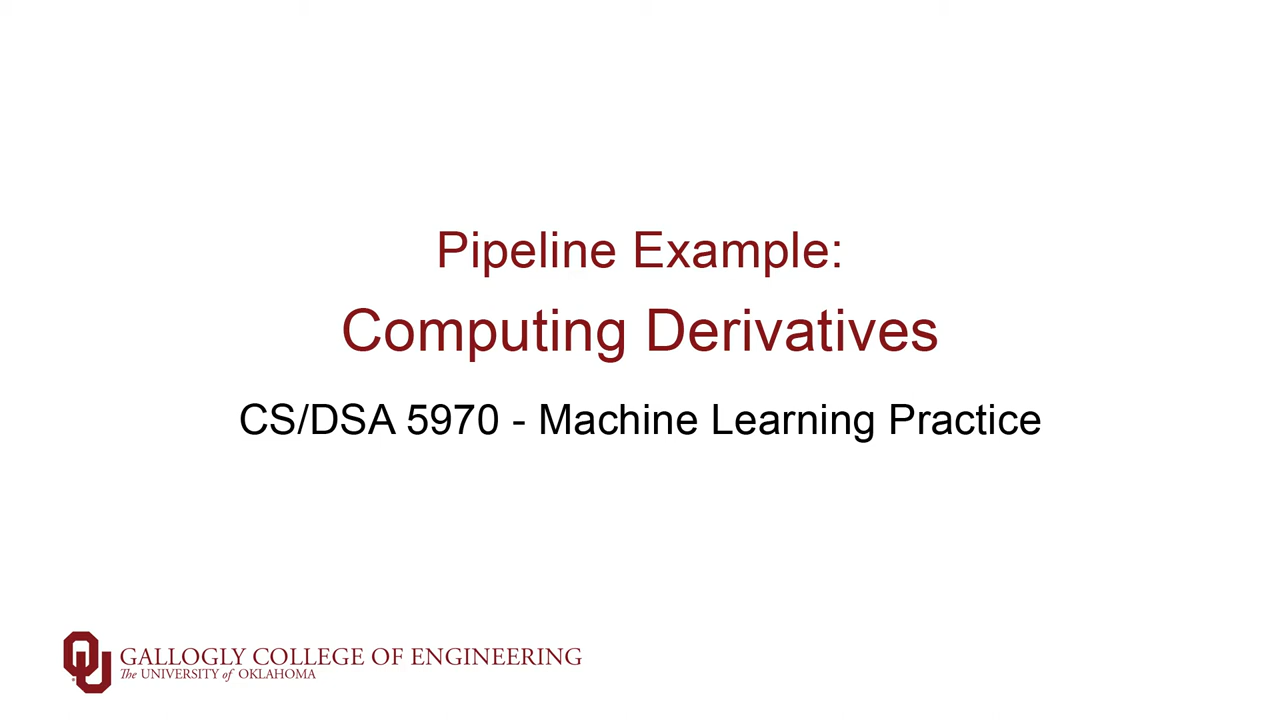 Pipeline Example:
Computing Derivatives
CS/DSA 5970 - Machine Learning Practice
GALLOGLY COLLEGE OF ENGINEERING
The UNIVERSITY of OKLAHOMA